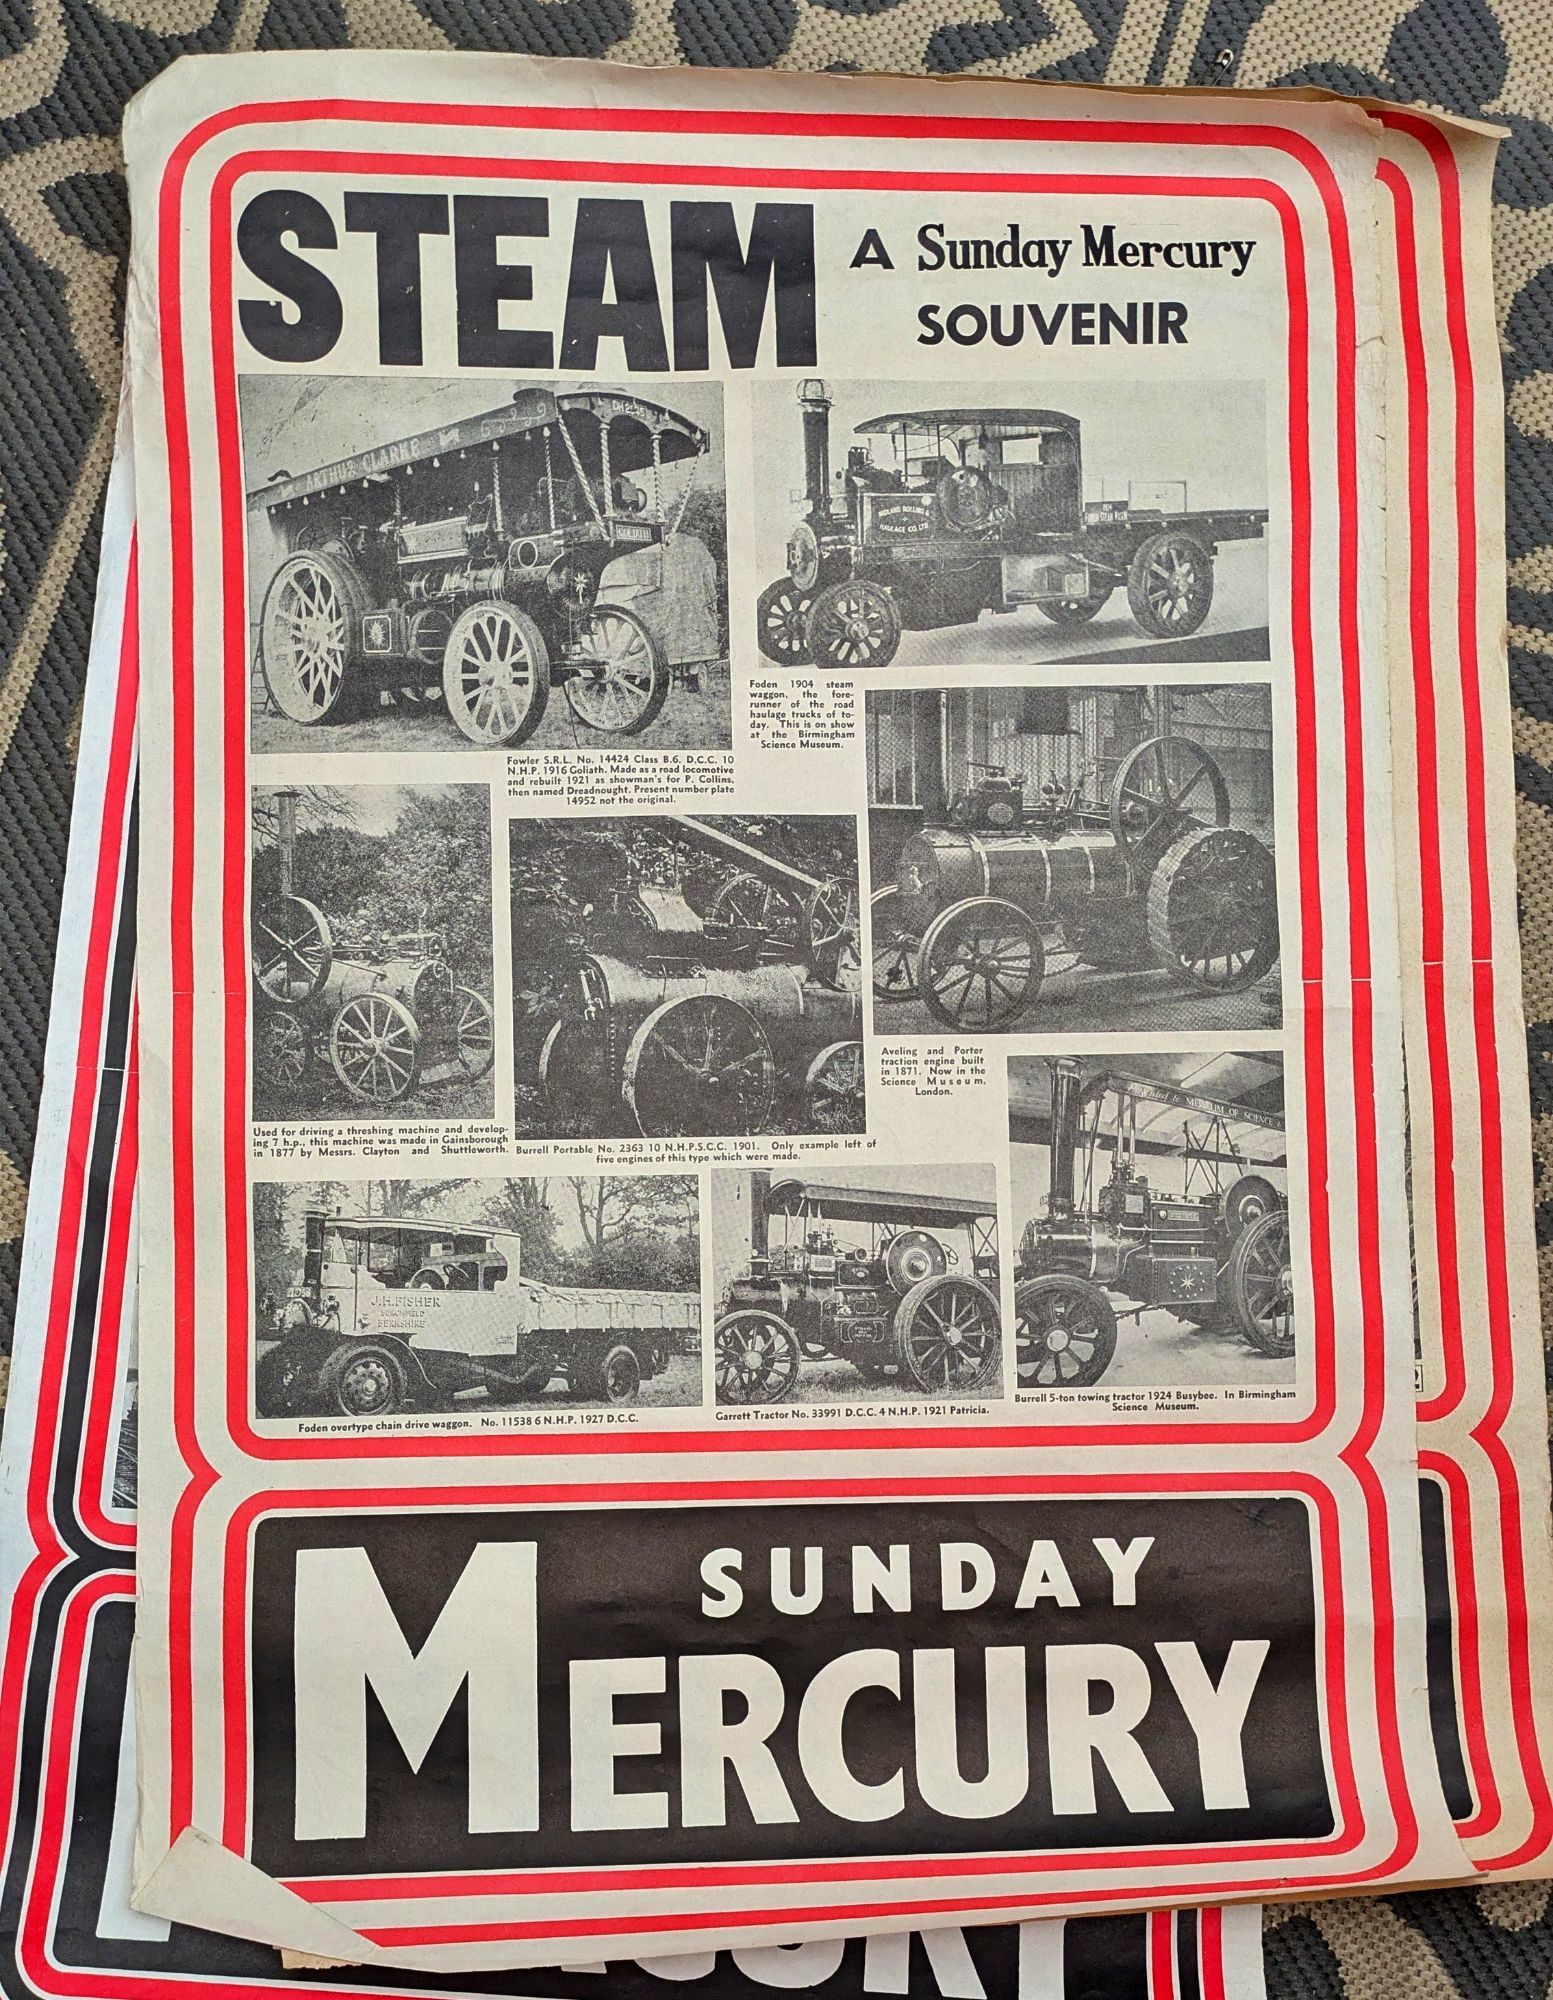 STEAM
A Sunday Mercury
SOUVENIR
ARTHUR CLARKE
GOLIATH
MIDLAND ROLLING &
HAULAGE CO. LTD.
Foden 1904 steam
waggon, the fore-
runner of the road
haulage trucks of to-
day. This is on show
at the Birmingham
Science Museum.
Fowler S.R.L. No. 14424 Class B.6. D.C.C. 10
N.H.P. 1916 Goliath. Made as a road locomotive
and rebuilt 1921 as showman's for P. Collins,
then named Dreadnought. Present number plate
14952 not the original.
Aveling and Porter
traction engine built
in 1871. Now in the
Science Museum,
London.
Used for driving a threshing machine and develop-
ing 7 h.p., this machine was made in Gainsborough
in 1877 by Messrs. Clayton and Shuttleworth.
Burrell Portable No. 2363 10 N.H.P.S.C.C. 1901. Only example left of
five engines of this type which were made.
MUSEUM OF SCIENCE &
J.H. FISHER
BERKSHIRE
Foden overtype chain drive waggon. No. 11538 6 N.H.P. 1927 D.C.C.
Garrett Tractor No. 33991 D.C.C. 4 N.H.P. 1921 Patricia.
Burrell 5-ton towing tractor 1924 Busybee. In Birmingham
Science Museum.
SUNDAY
MERCURY